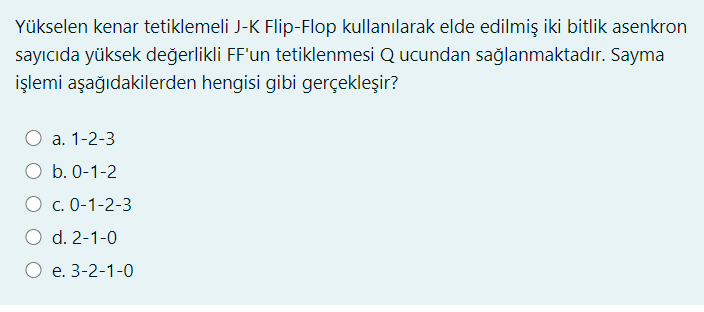 Yükselen kenar tetiklemeli J-K Flip-Flop kullanılarak elde edilmiş iki bitlik asenkron
sayıcıda yüksek değerlikli FF'un tetiklenmesi Q ucundan sağlanmaktadır. Sayma
işlemi aşağıdakilerden hengisi gibi gerçekleşir?
a. 1-2-3
b. 0-1-2
c. 0-1-2-3
d. 2-1-0
e. 3-2-1-0